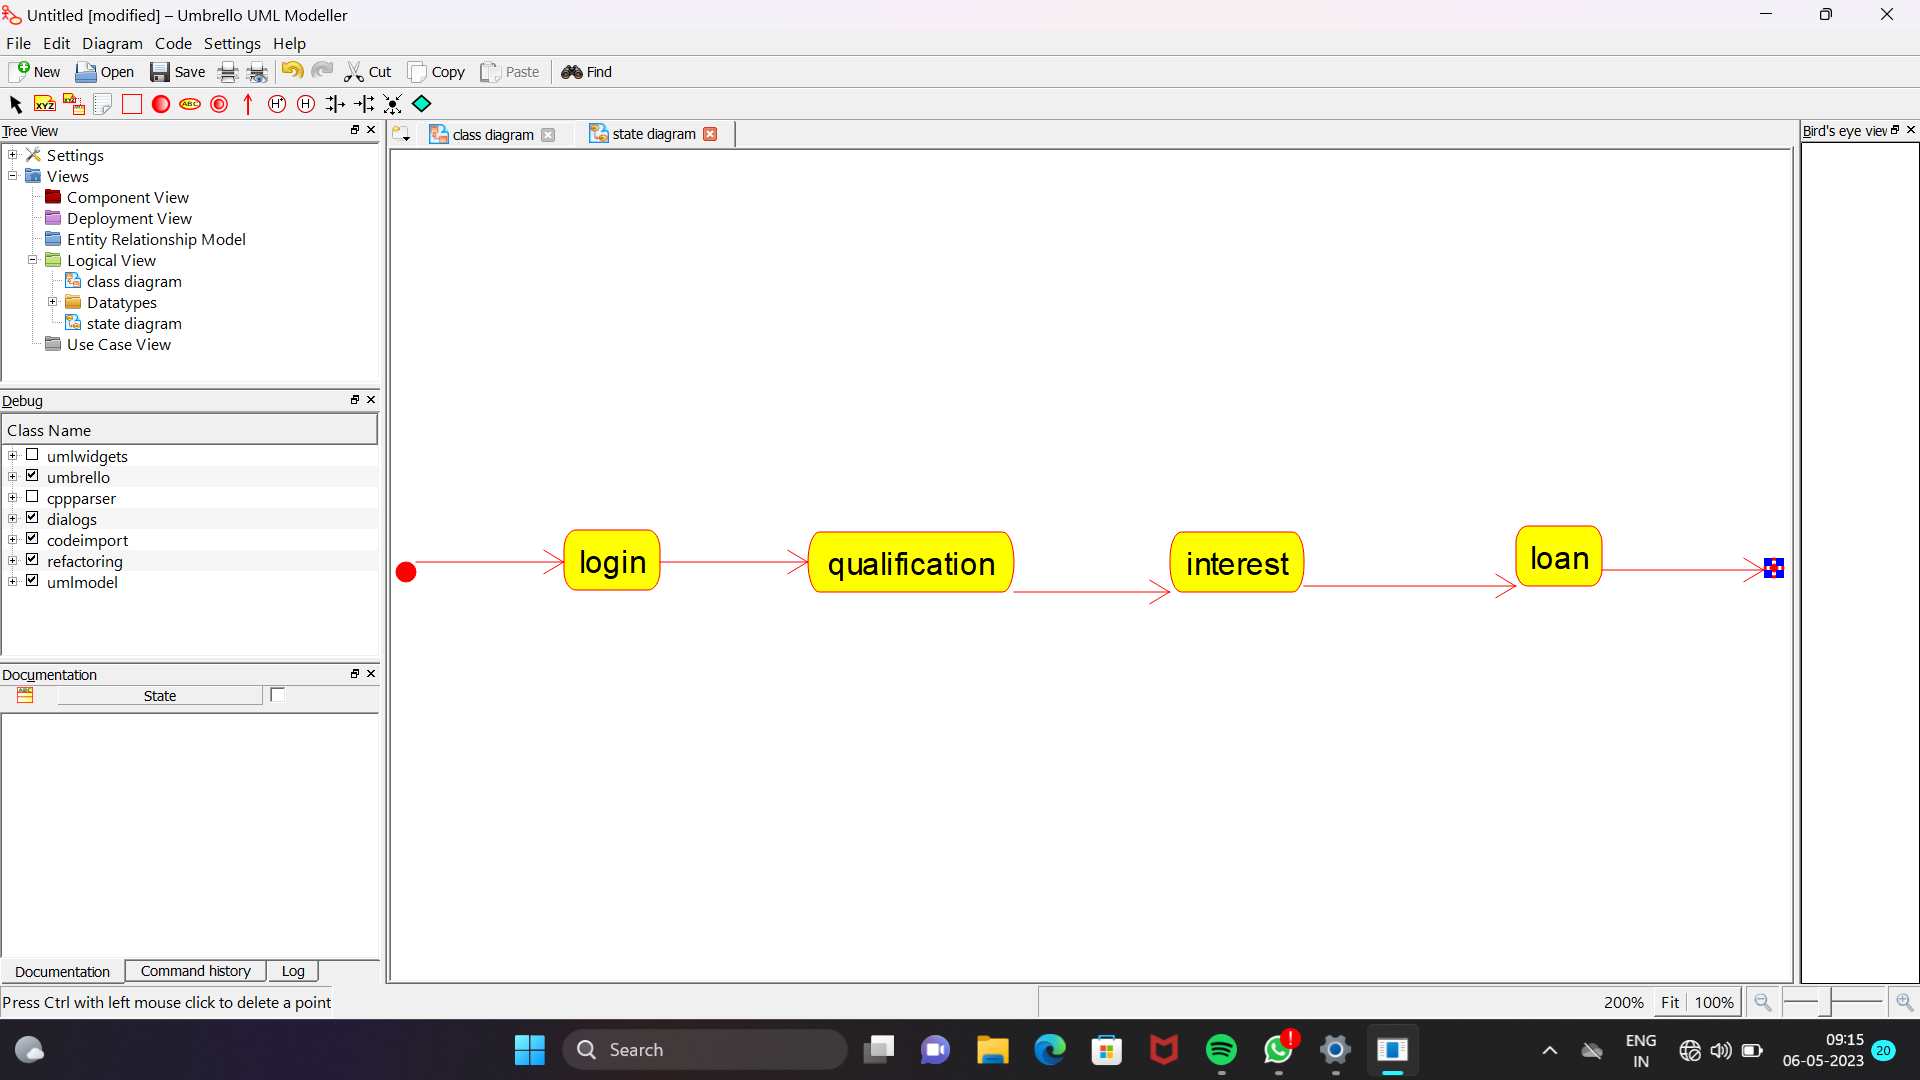 Untitled [modified] – Umbrello UML Modeller
File Edit Diagram Code Settings Help
New Open Save Cut Copy Paste Find
XYZ XYZ ABC H* H
Tree View
Settings
Views
Component View
Deployment View
Entity Relationship Model
Logical View
class diagram
Datatypes
state diagram
Use Case View
Debug
Class Name
umlwidgets
umbrello
cppparser
dialogs
codeimport
refactoring
umlmodel
Documentation
ABC State
Documentation Command history Log
Press Ctrl with left mouse click to delete a point
class diagram state diagram
login qualification interest loan
Bird's eye view
200% Fit 100%
Search
ENG
IN
09:15
06-05-2023
20